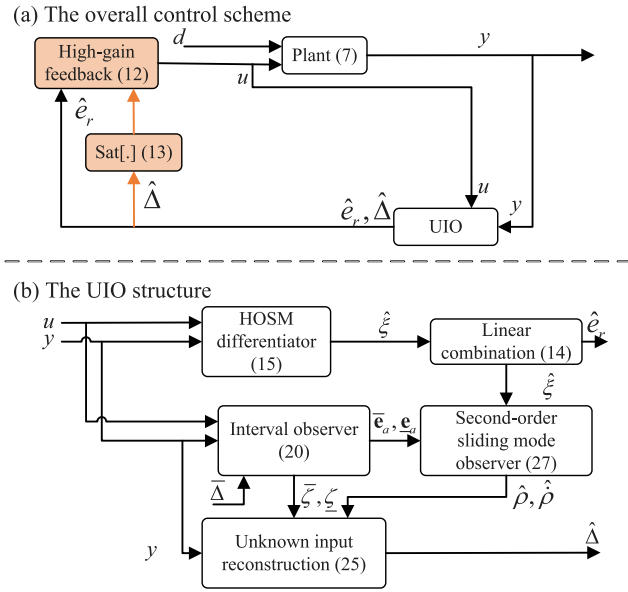 (a) The overall control scheme
High-gain
feedback (12)
d
u
Plant (7)
y
ê_r
Sat[.] (13)
Δ̂
u
y
ê_r, Δ̂
UIO
(b) The UIO structure
u
y
HOSM
differentiator
(15)
ξ̂
Linear
combination (14)
ê_r
ξ̂
Interval observer
(20)
e̅_a, e̲_a
Second-order
sliding mode
observer (27)
Δ̅
ζ̅, ζ̲
ρ̂, ρ̂̇
y
Unknown input
reconstruction (25)
Δ̂